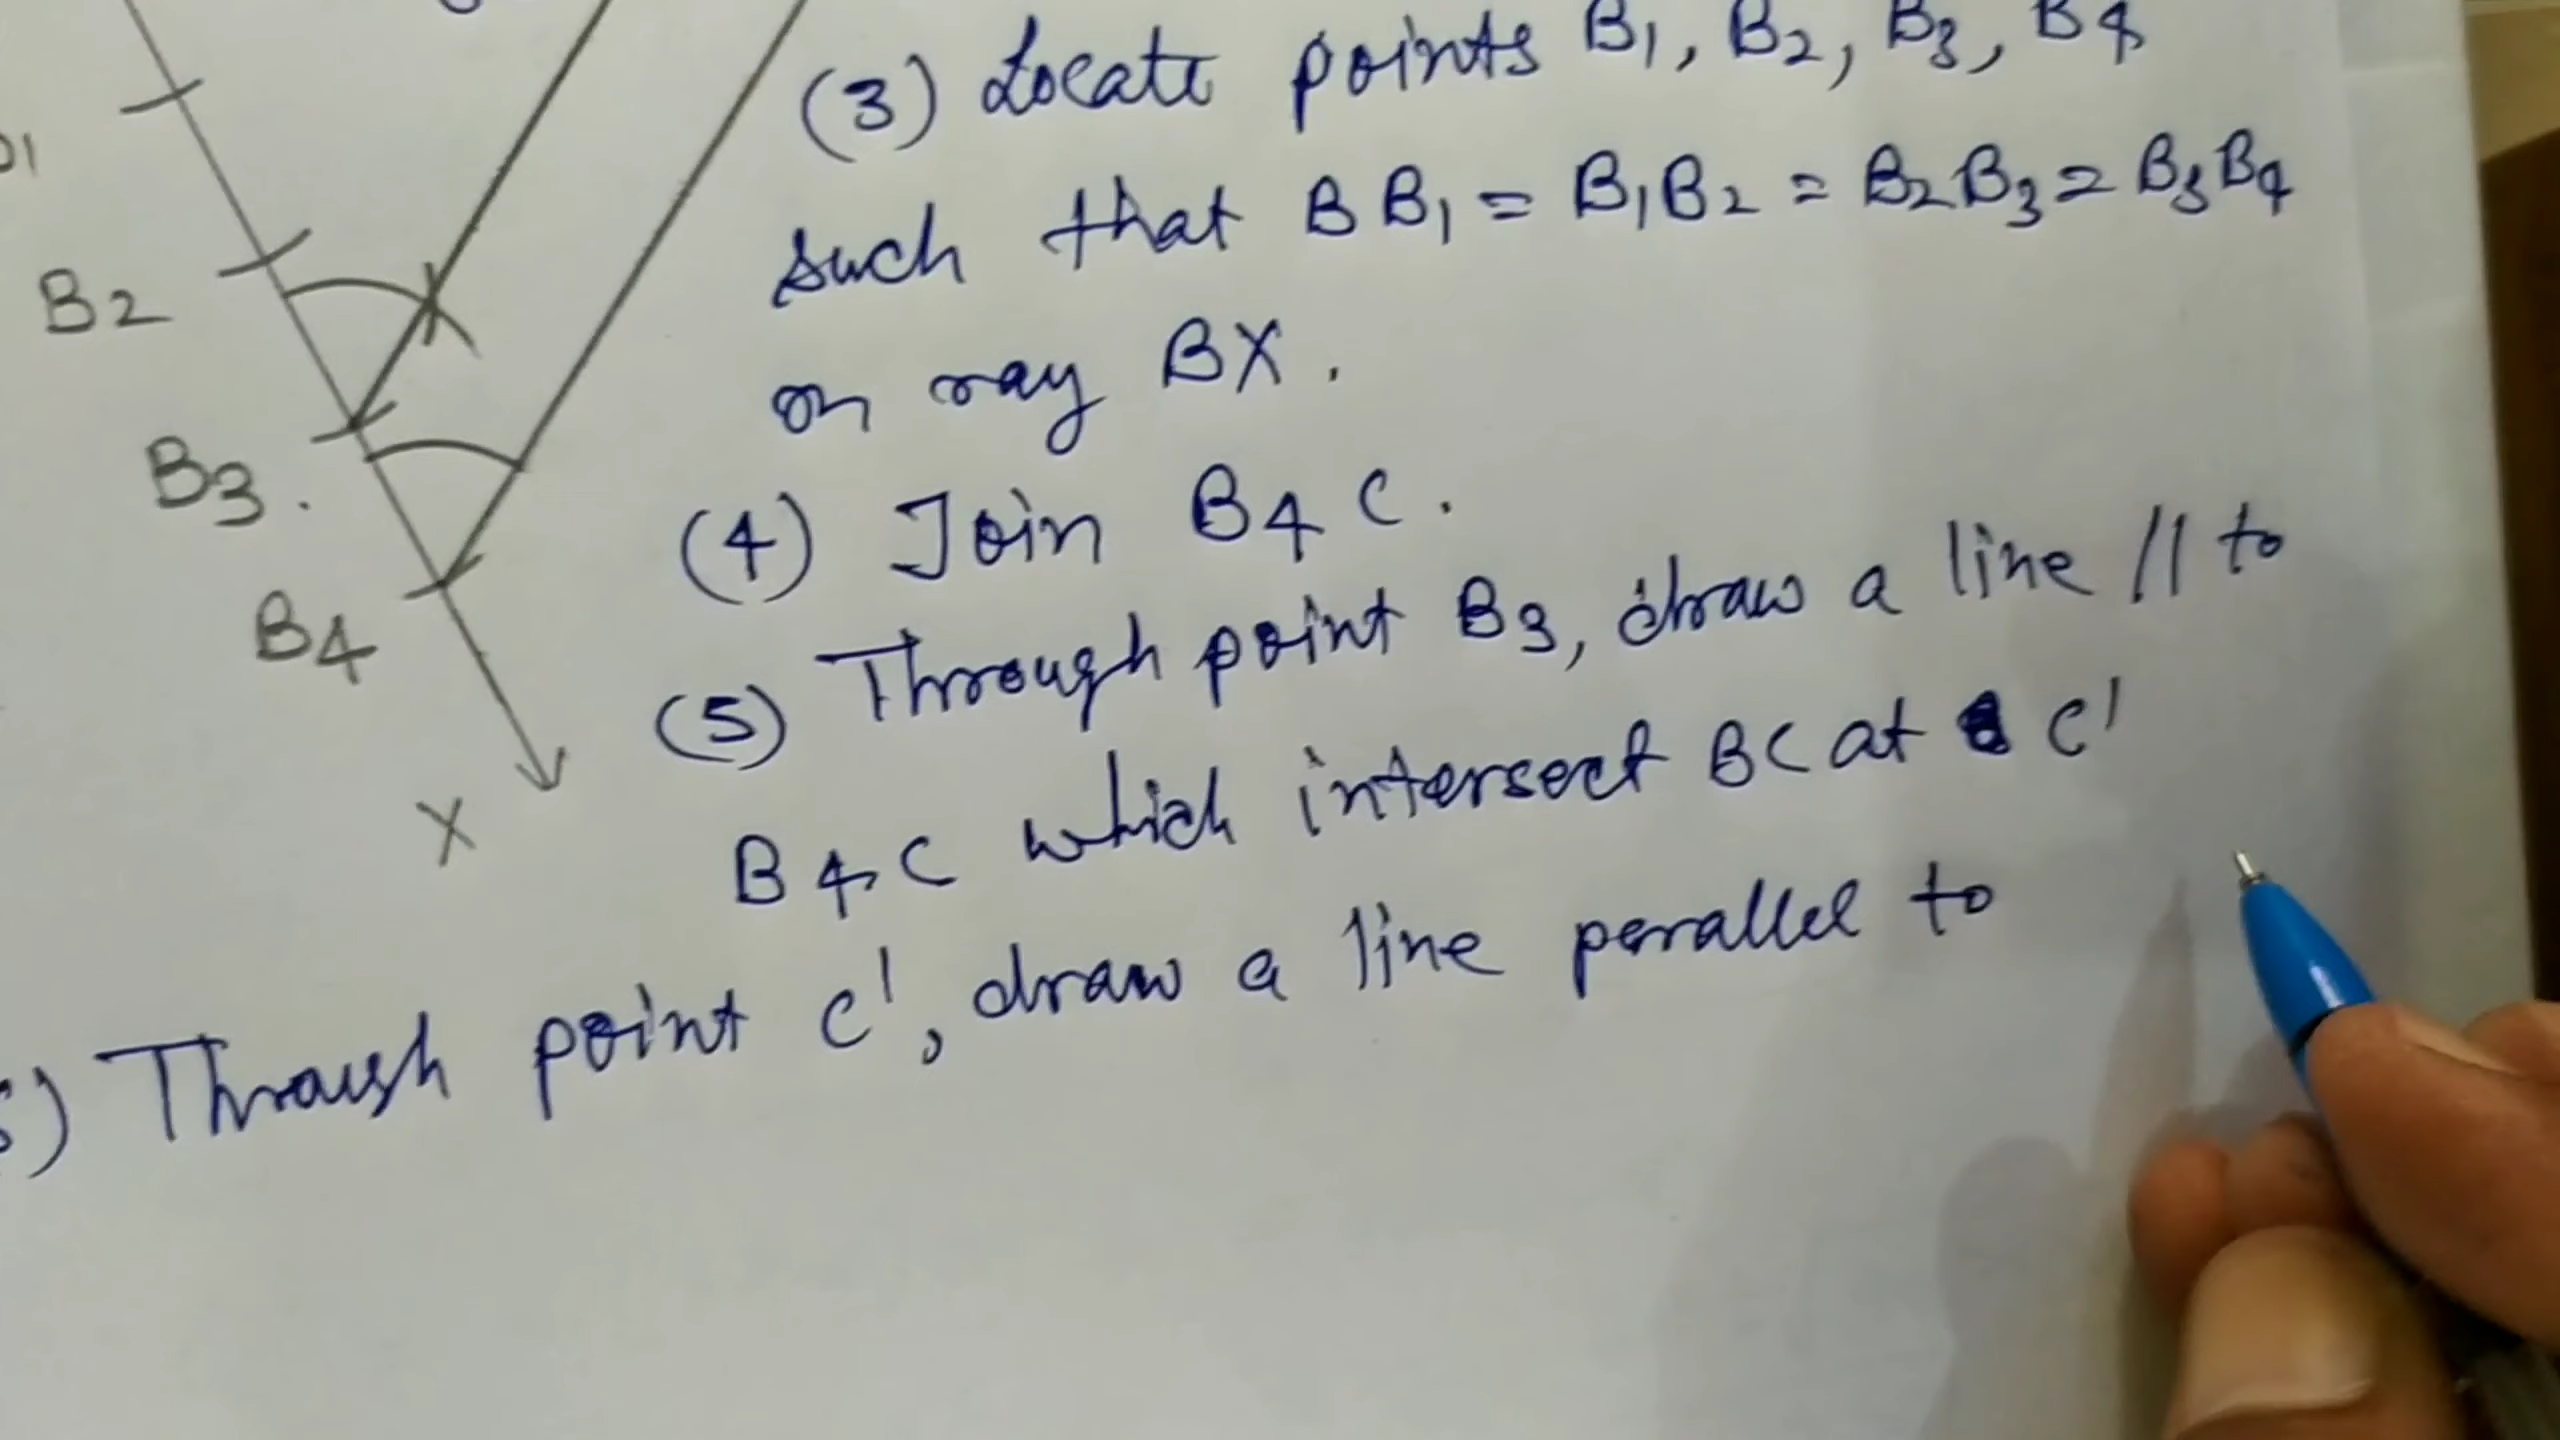 (3) Locate points B1, B2, B3, B4
such that BB1 = B1B2 = B2B3 = B3B4
on ray BX.
(4) Join B4C.
(5) Through point B3, draw a line // to
B4C which intersect BC at C'
) Through point C', draw a line perallel to
B2
B3.
B4
X